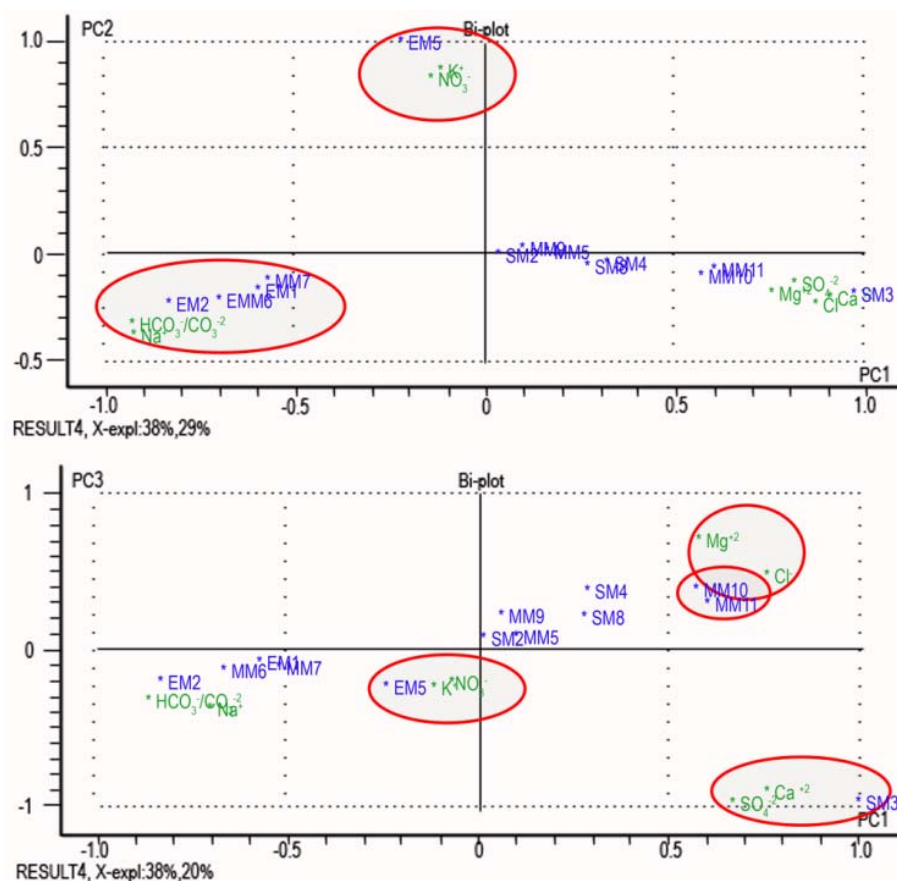 PC2
Bi-plot
1.0
* EM5
* K⁺
* NO₃⁻
0.5
0
* SM2
* MM9
* MM5
* SM8
* SM4
* MM10
* MM11
* Mg⁺²
* SO₄⁻²
* Cl
* Ca
* SM3
* EM2
* EMM6
* EM1
* MM7
* HCO₃⁻/CO₃⁻²
* Na⁺
-0.5
PC1
-1.0 -0.5 0 0.5 1.0
RESULT4, X-expl:38%,29%
PC3
Bi-plot
1
* Mg⁺²
* Cl⁻
* MM10
* MM11
* SM4
* MM9
* SM8
* SM2
* MM5
0
* EM2
* MM6
* EM1
* MM7
* HCO₃⁻/CO₃⁻²
* Na⁺
* EM5
* K⁺
* NO₃⁻
-1
* SO₄⁻²
* Ca⁺²
* SM3
PC1
-1.0 -0.5 0 0.5 1.0
RESULT4, X-expl:38%,20%